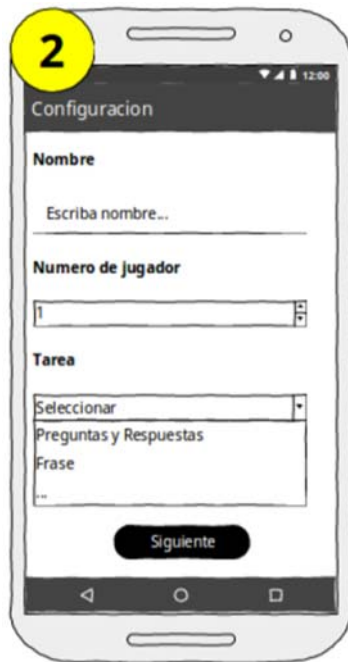 2
12:00
Configuracion
Nombre
Escriba nombre...
Numero de jugador
1
Tarea
Seleccionar
Preguntas y Respuestas
Frase
...
Siguiente